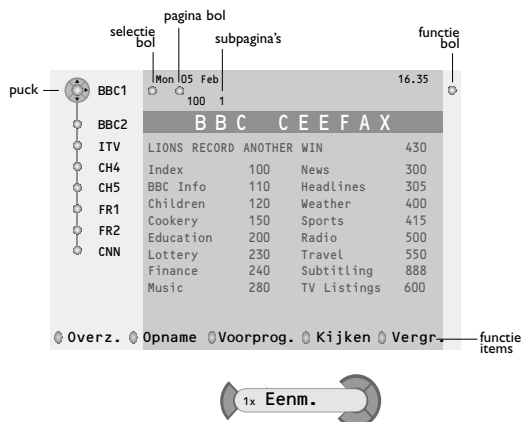 pagina bol
selectie bol
subpagina's
functie bol
puck
Mon 05 Feb 16.35
BBC1
100 1
BBC2
BBC CEEFAX
ITV
LIONS RECORD ANOTHER WIN 430
CH4
Index 100 News 300
CH5
BBC Info 110 Headlines 305
FR1
Children 120 Weather 400
FR2
Cookery 150 Sports 415
CNN
Education 200 Radio 500
Lottery 230 Travel 550
Finance 240 Subtitling 888
Music 280 TV Listings 600
Overz. Opname Voorprog. Kijken Vergr.
functie items
1x Eenm.